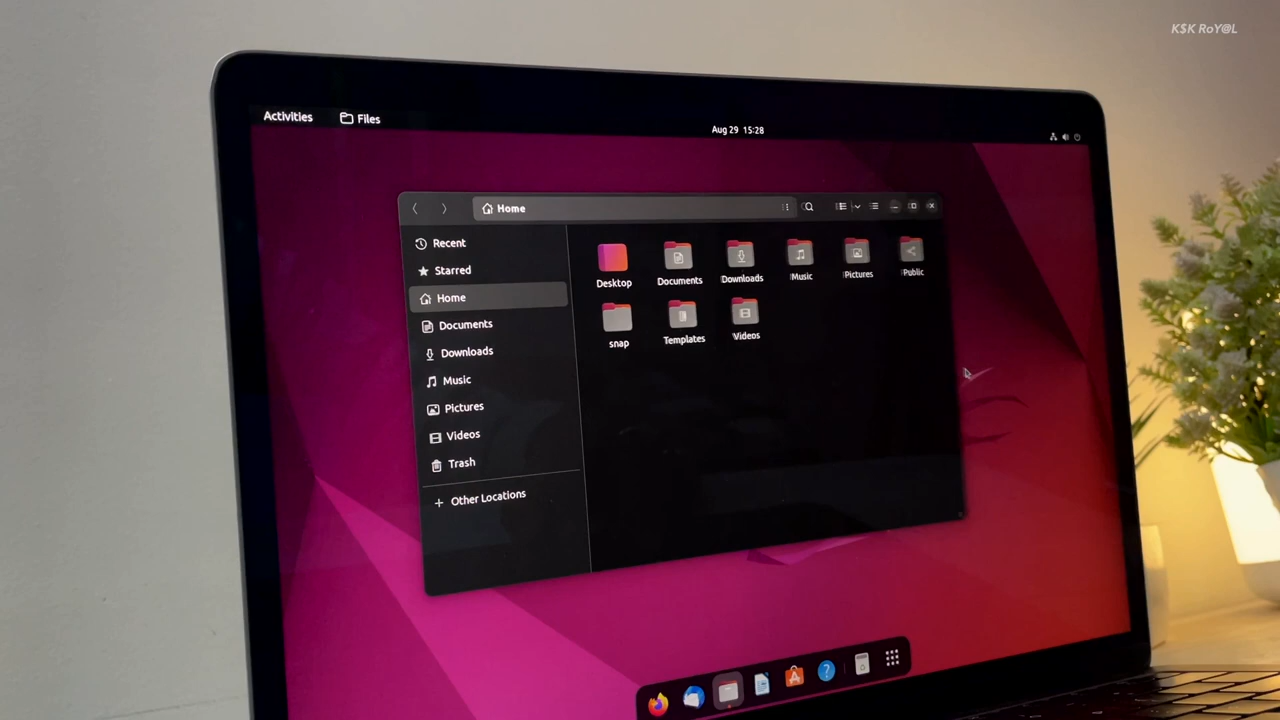 K$K RoY@L
Activities
Files
Aug 29 15:28
Home
Recent
Starred
Home
Documents
Downloads
Music
Pictures
Videos
Trash
Other Locations
Desktop
Documents
Downloads
Music
Pictures
Public
snap
Templates
Videos